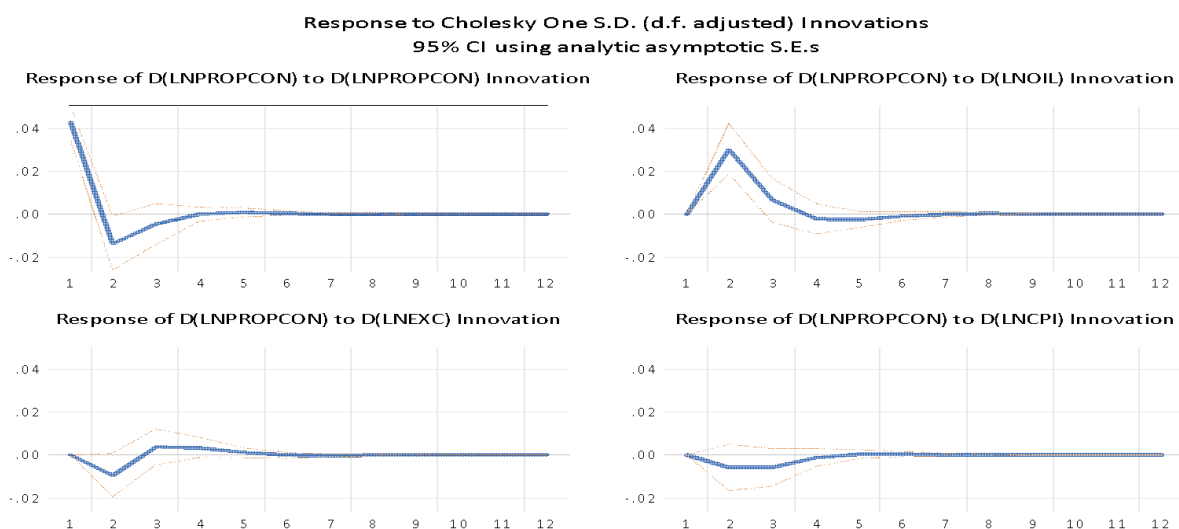 Response to Cholesky One S.D. (d.f. adjusted) Innovations
95% CI using analytic asymptotic S.E.s
Response of D(LNPROPCON) to D(LNPROPCON) Innovation
.04
.02
.00
-.02
1 2 3 4 5 6 7 8 9 10 11 12
Response of D(LNPROPCON) to D(LNOIL) Innovation
.04
.02
.00
-.02
1 2 3 4 5 6 7 8 9 10 11 12
Response of D(LNPROPCON) to D(LNEXC) Innovation
.04
.02
.00
-.02
1 2 3 4 5 6 7 8 9 10 11 12
Response of D(LNPROPCON) to D(LNCPI) Innovation
.04
.02
.00
-.02
1 2 3 4 5 6 7 8 9 10 11 12